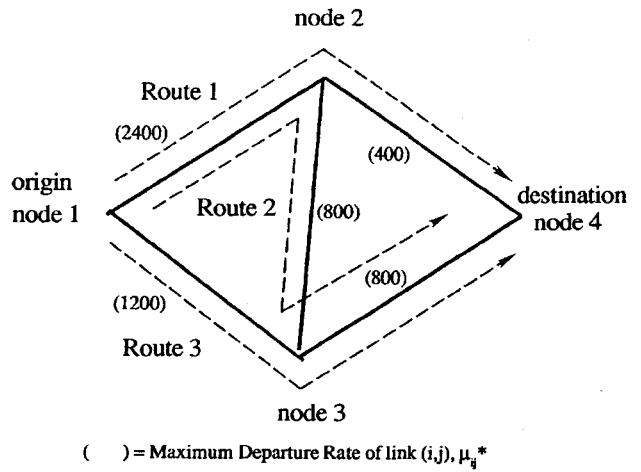 node 2
Route 1
(2400)
(400)
origin
node 1
Route 2
(800)
destination
node 4
(800)
(1200)
Route 3
node 3
( ) = Maximum Departure Rate of link (i,j), μij*